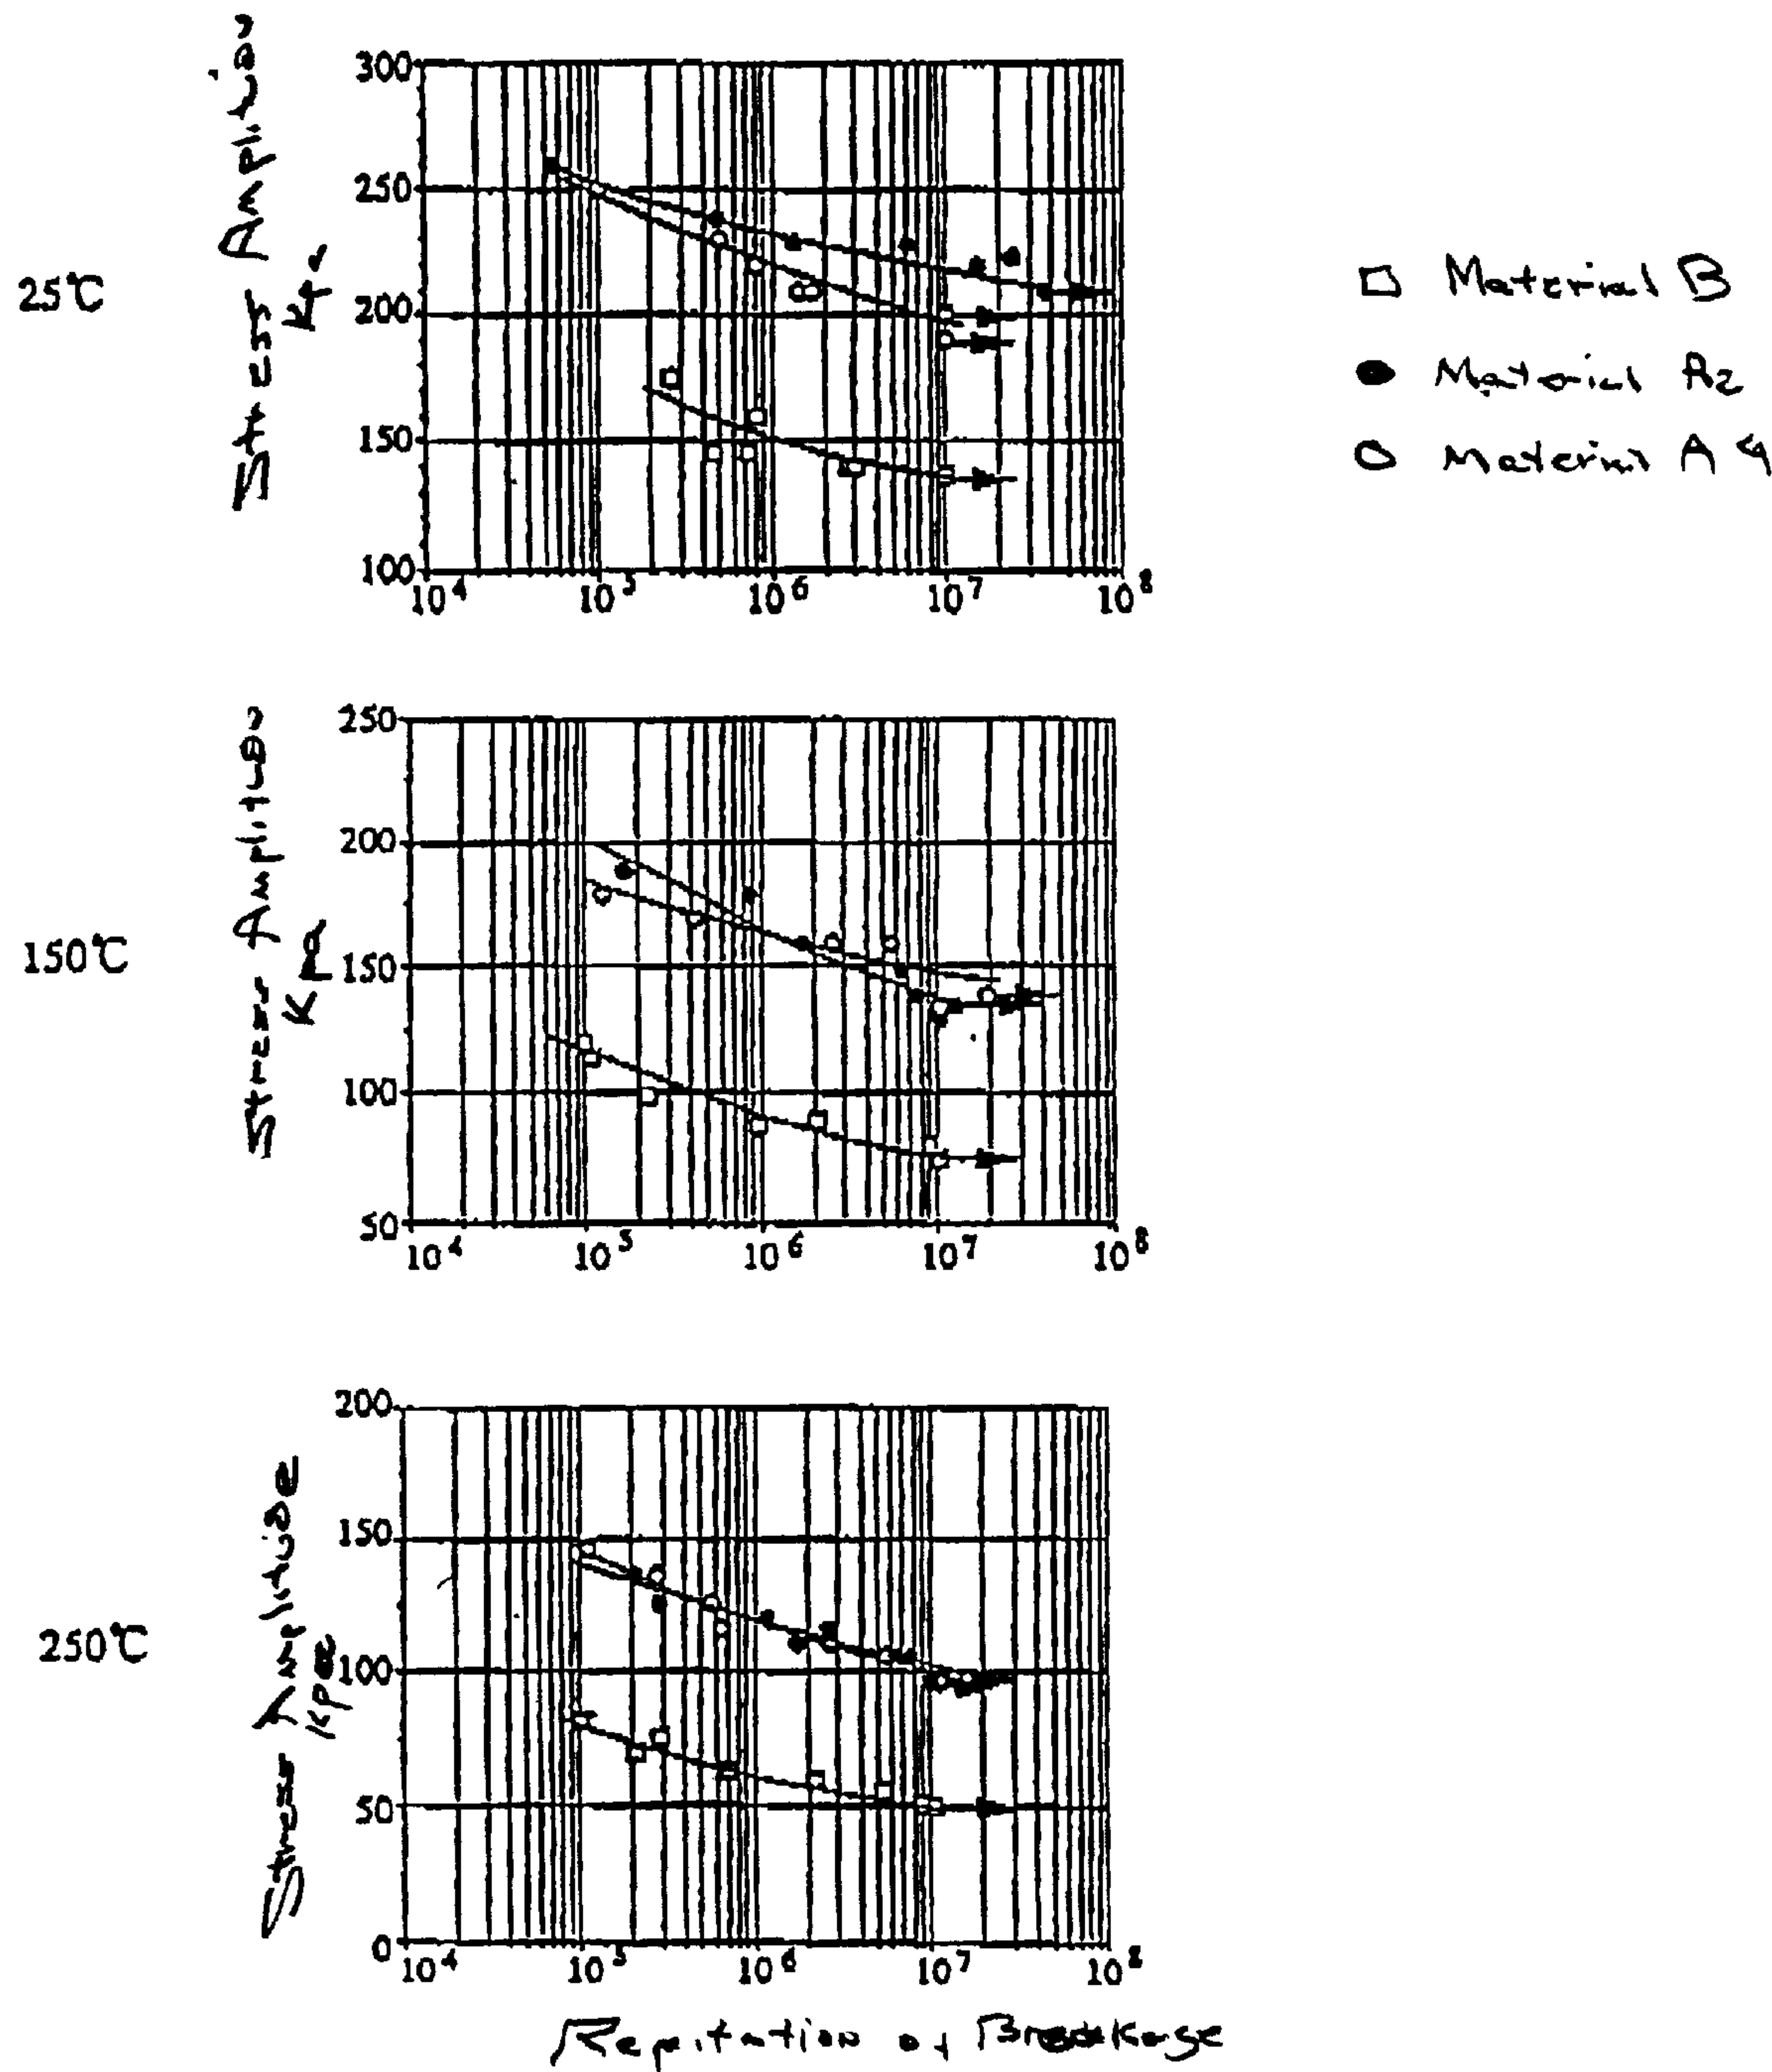 25℃
Stress Amplitude
Kpa
300
250
200
150
100
10⁴ 10⁵ 10⁶ 10⁷ 10⁸
□ Material B
● Material A2
○ Material A4
150℃
Stress Amplitude
Kpa
250
200
150
100
50
10⁴ 10⁵ 10⁶ 10⁷ 10⁸
250℃
Stress Amplitude
Kpa
200
150
100
50
0
10⁴ 10⁵ 10⁶ 10⁷ 10⁸
Repitation of Breakage